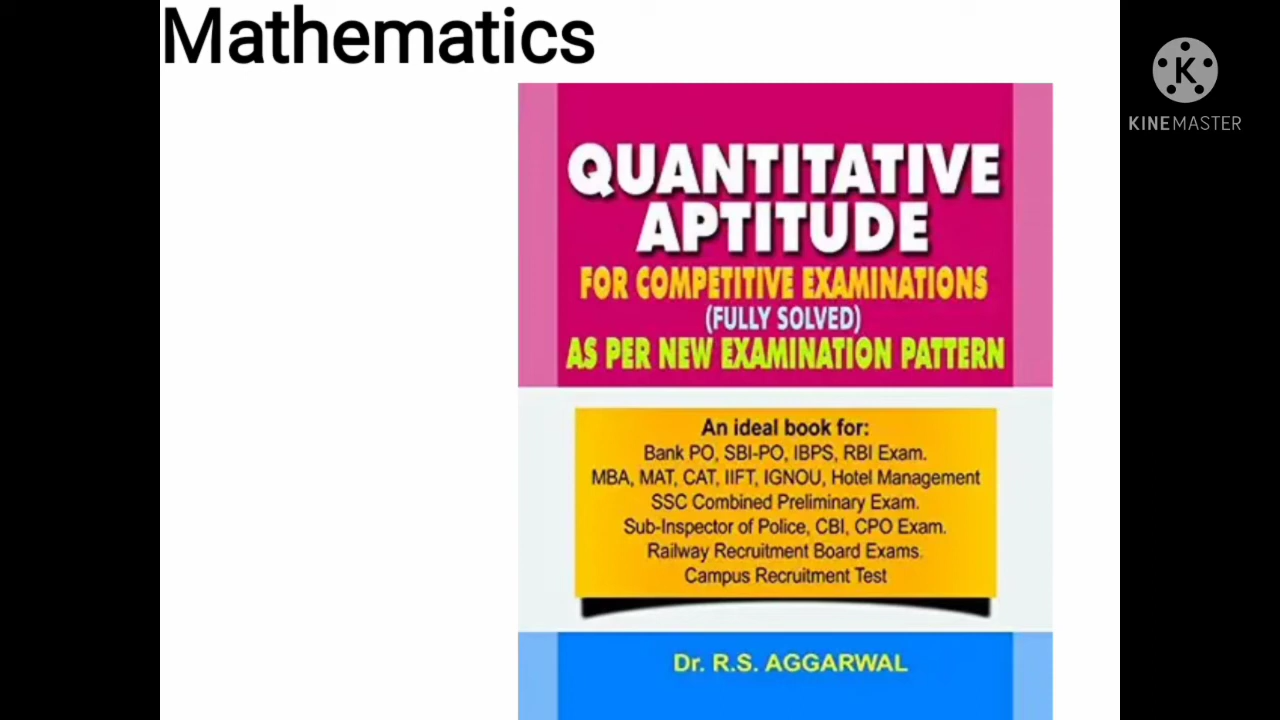 Mathematics
K
KINEMASTER
QUANTITATIVE
APTITUDE
FOR COMPETITIVE EXAMINATIONS
(FULLY SOLVED)
AS PER NEW EXAMINATION PATTERN
An ideal book for:
Bank PO, SBI-PO, IBPS, RBI Exam.
MBA, MAT, CAT, IIFT, IGNOU, Hotel Management
SSC Combined Preliminary Exam.
Sub-Inspector of Police, CBI, CPO Exam.
Railway Recruitment Board Exams.
Campus Recruitment Test
Dr. R.S. AGGARWAL